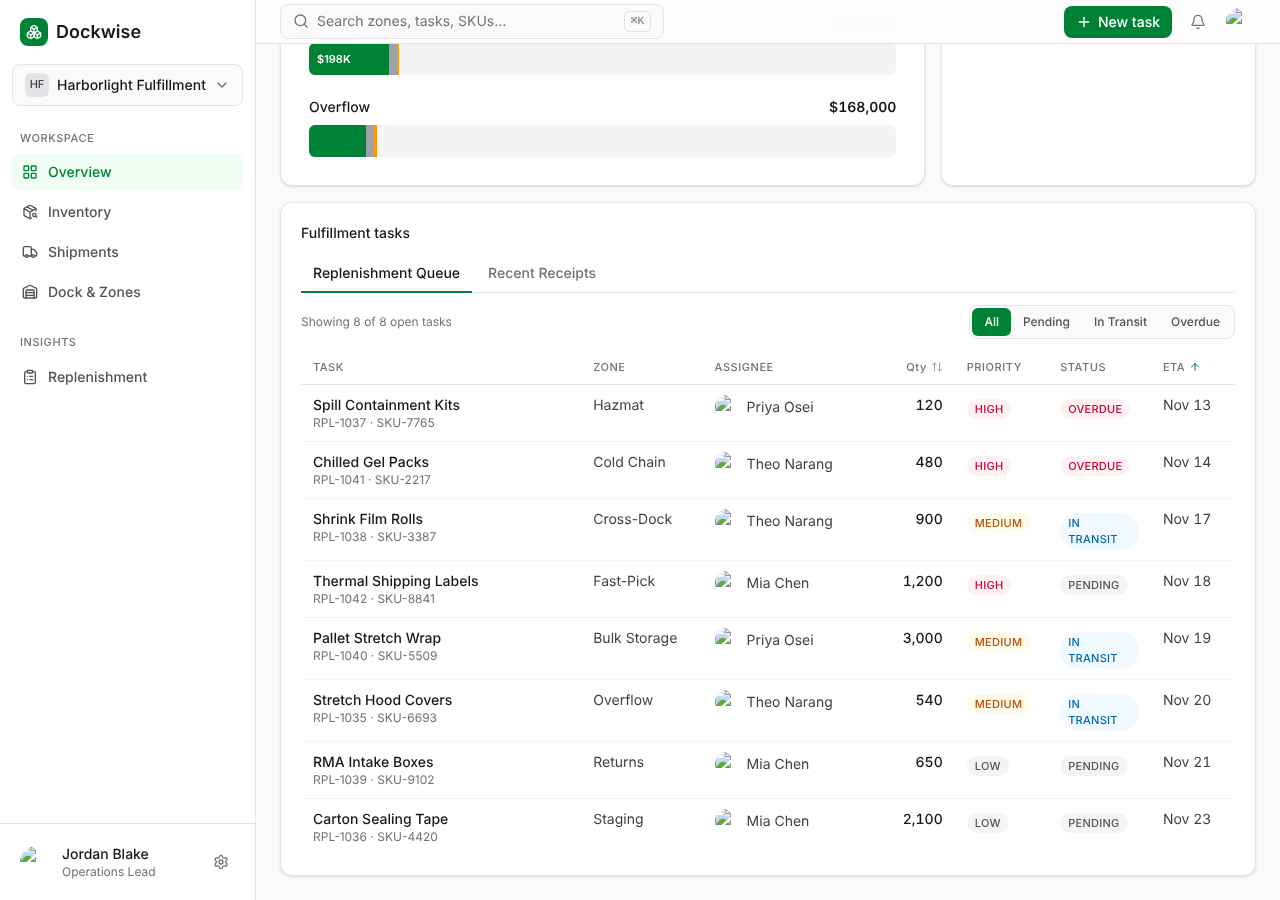 Dockwise
HF Harborlight Fulfillment
WORKSPACE
Overview
Inventory
Shipments
Dock & Zones
INSIGHTS
Replenishment
Jordan Blake
Operations Lead
Search zones, tasks, SKUs...
⌘K
New task
$198K
Overflow $168,000
Fulfillment tasks
Replenishment Queue Recent Receipts
Showing 8 of 8 open tasks
All Pending In Transit Overdue
TASK ZONE ASSIGNEE Qty PRIORITY STATUS ETA
Spill Containment Kits Hazmat Priya Osei 120 HIGH OVERDUE Nov 13
RPL-1037 · SKU-7765
Chilled Gel Packs Cold Chain Theo Narang 480 HIGH OVERDUE Nov 14
RPL-1041 · SKU-2217
Shrink Film Rolls Cross-Dock Theo Narang 900 MEDIUM IN TRANSIT Nov 17
RPL-1038 · SKU-3387
Thermal Shipping Labels Fast-Pick Mia Chen 1,200 HIGH PENDING Nov 18
RPL-1042 · SKU-8841
Pallet Stretch Wrap Bulk Storage Priya Osei 3,000 MEDIUM IN TRANSIT Nov 19
RPL-1040 · SKU-5509
Stretch Hood Covers Overflow Theo Narang 540 MEDIUM IN TRANSIT Nov 20
RPL-1035 · SKU-6693
RMA Intake Boxes Returns Mia Chen 650 LOW PENDING Nov 21
RPL-1039 · SKU-9102
Carton Sealing Tape Staging Mia Chen 2,100 LOW PENDING Nov 23
RPL-1036 · SKU-4420